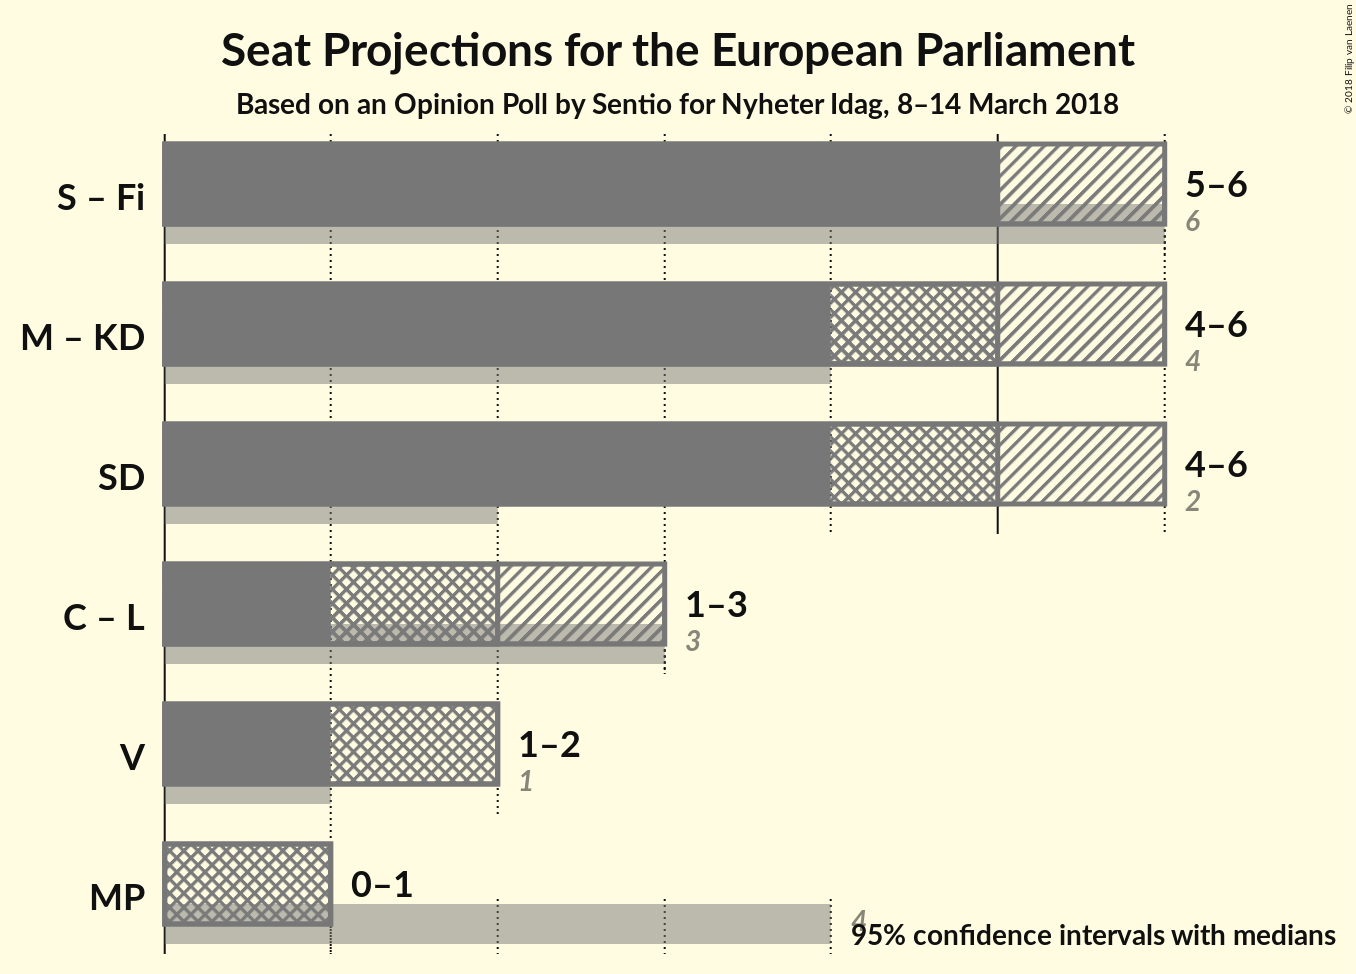 Seat Projections for the European Parliament
Based on an Opinion Poll by Sentio for Nyheter Idag, 8–14 March 2018
© 2018 Filip van Laenen
S – Fi
5–6
6
M – KD
4–6
4
SD
4–6
2
C – L
1–3
3
V
1–2
1
MP
0–1
4
95% confidence intervals with medians